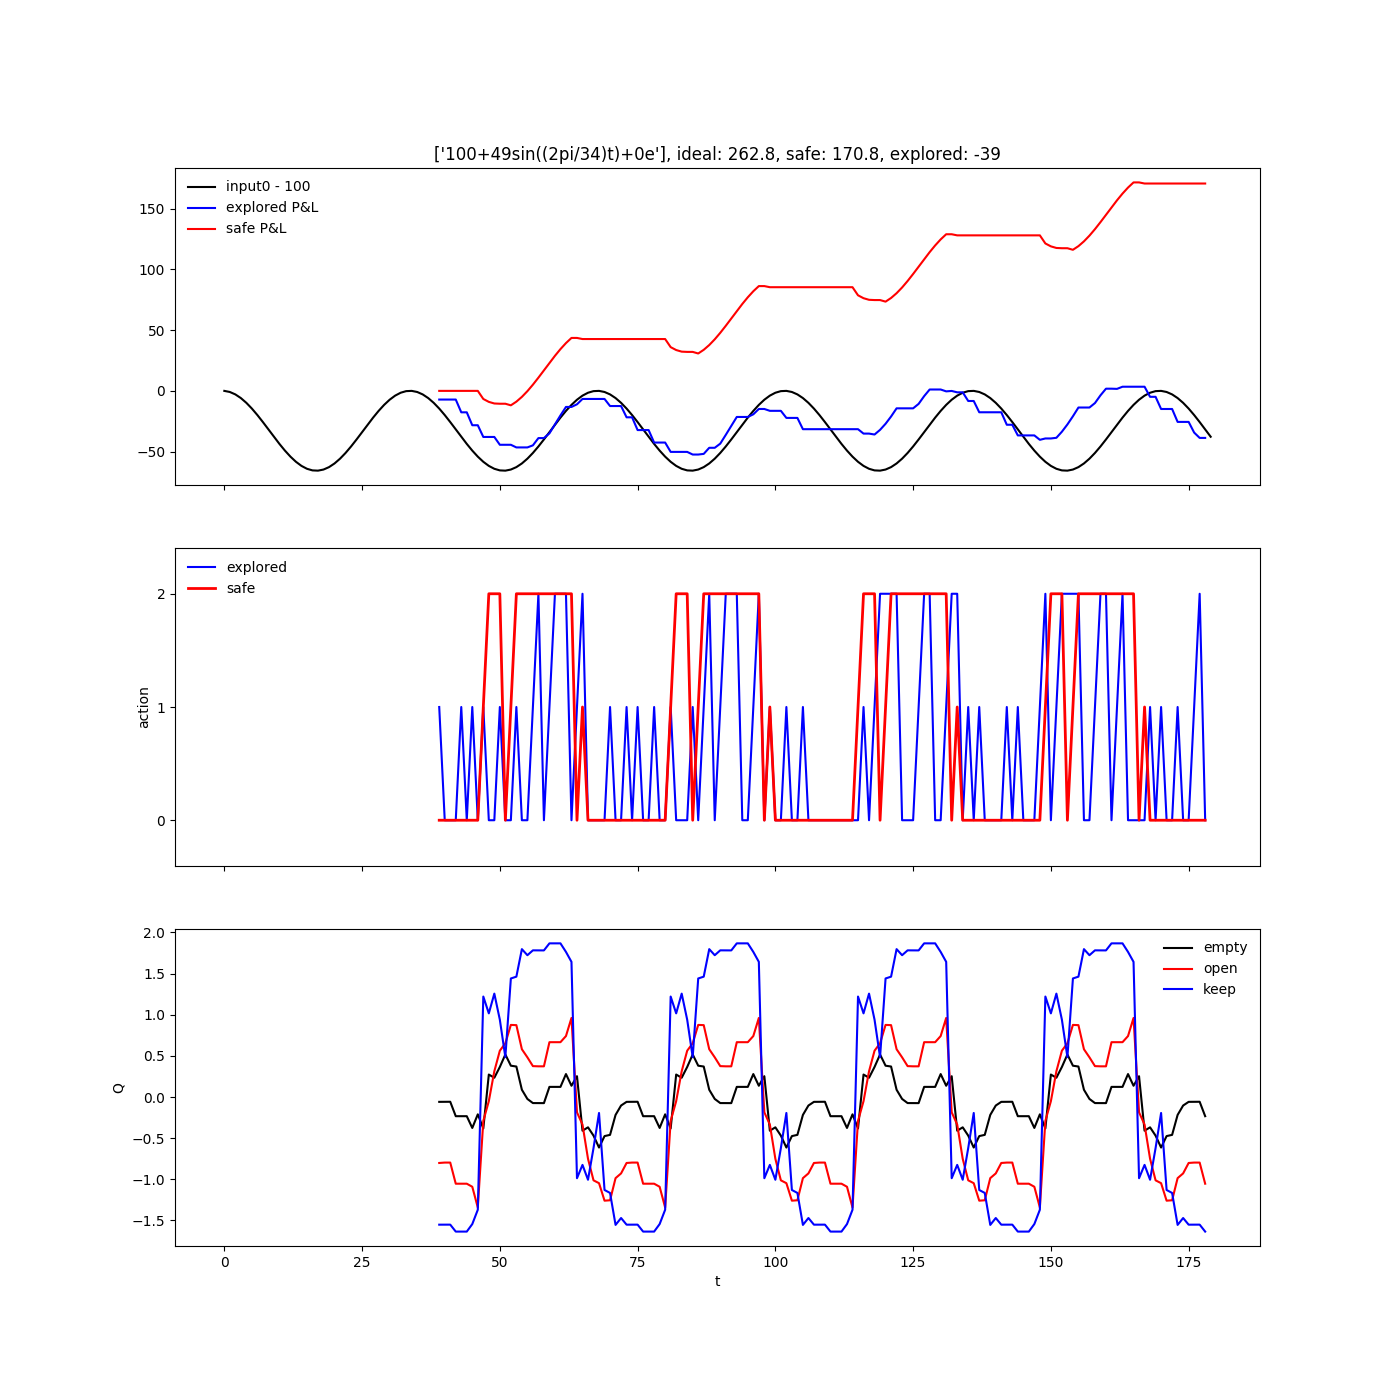 ['100+49sin((2pi/34)t)+0e'], ideal: 262.8, safe: 170.8, explored: -39
input0 - 100
explored P&L
safe P&L
150
100
50
0
−50
explored
safe
2
1
0
action
empty
open
keep
2.0
1.5
1.0
0.5
0.0
−0.5
−1.0
−1.5
Q
0 25 50 75 100 125 150 175
t